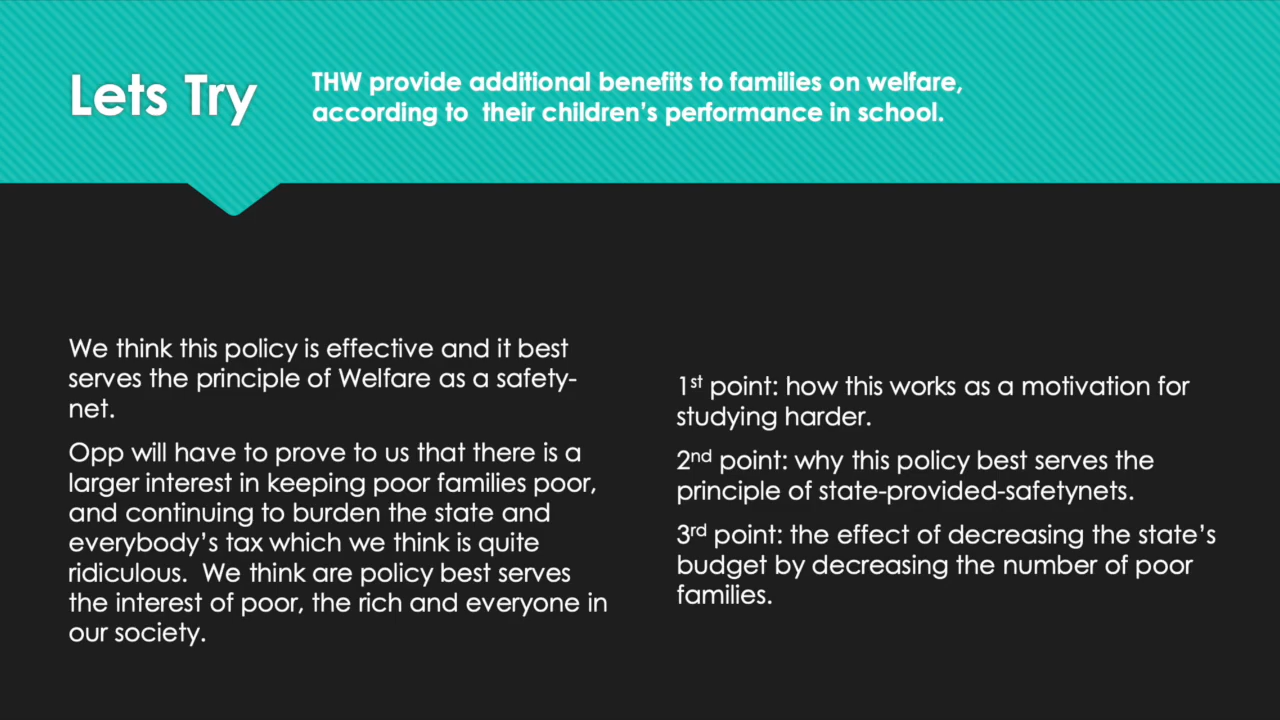 Lets Try
THW provide additional benefits to families on welfare,
according to  their children’s performance in school.
We think this policy is effective and it best
serves the principle of Welfare as a safety-
net.
Opp will have to prove to us that there is a
larger interest in keeping poor families poor,
and continuing to burden the state and
everybody’s tax which we think is quite
ridiculous.  We think are policy best serves
the interest of poor, the rich and everyone in
our society.
1st point: how this works as a motivation for
studying harder.
2nd point: why this policy best serves the
principle of state-provided-safetynets.
3rd point: the effect of decreasing the state’s
budget by decreasing the number of poor
families.